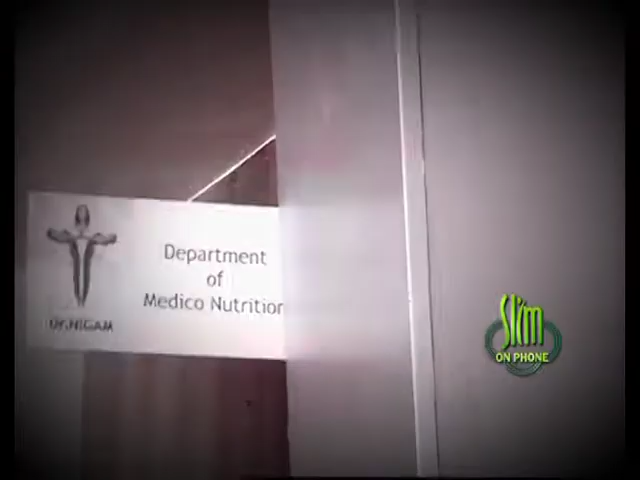 Department
of
Medico Nutrition
Dr.NIGAM
Slim
ON PHONE